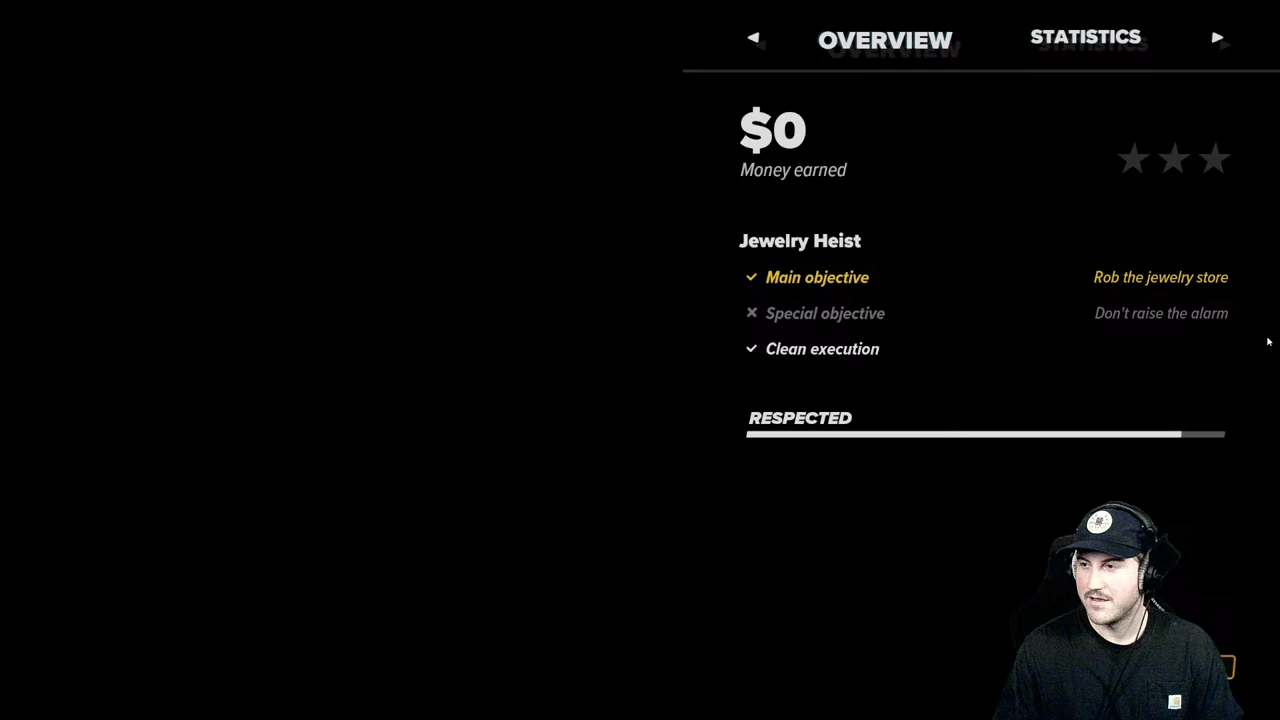 OVERVIEW STATISTICS
$0
Money earned
Jewelry Heist
Main objective Rob the jewelry store
Special objective Don't raise the alarm
Clean execution
RESPECTED